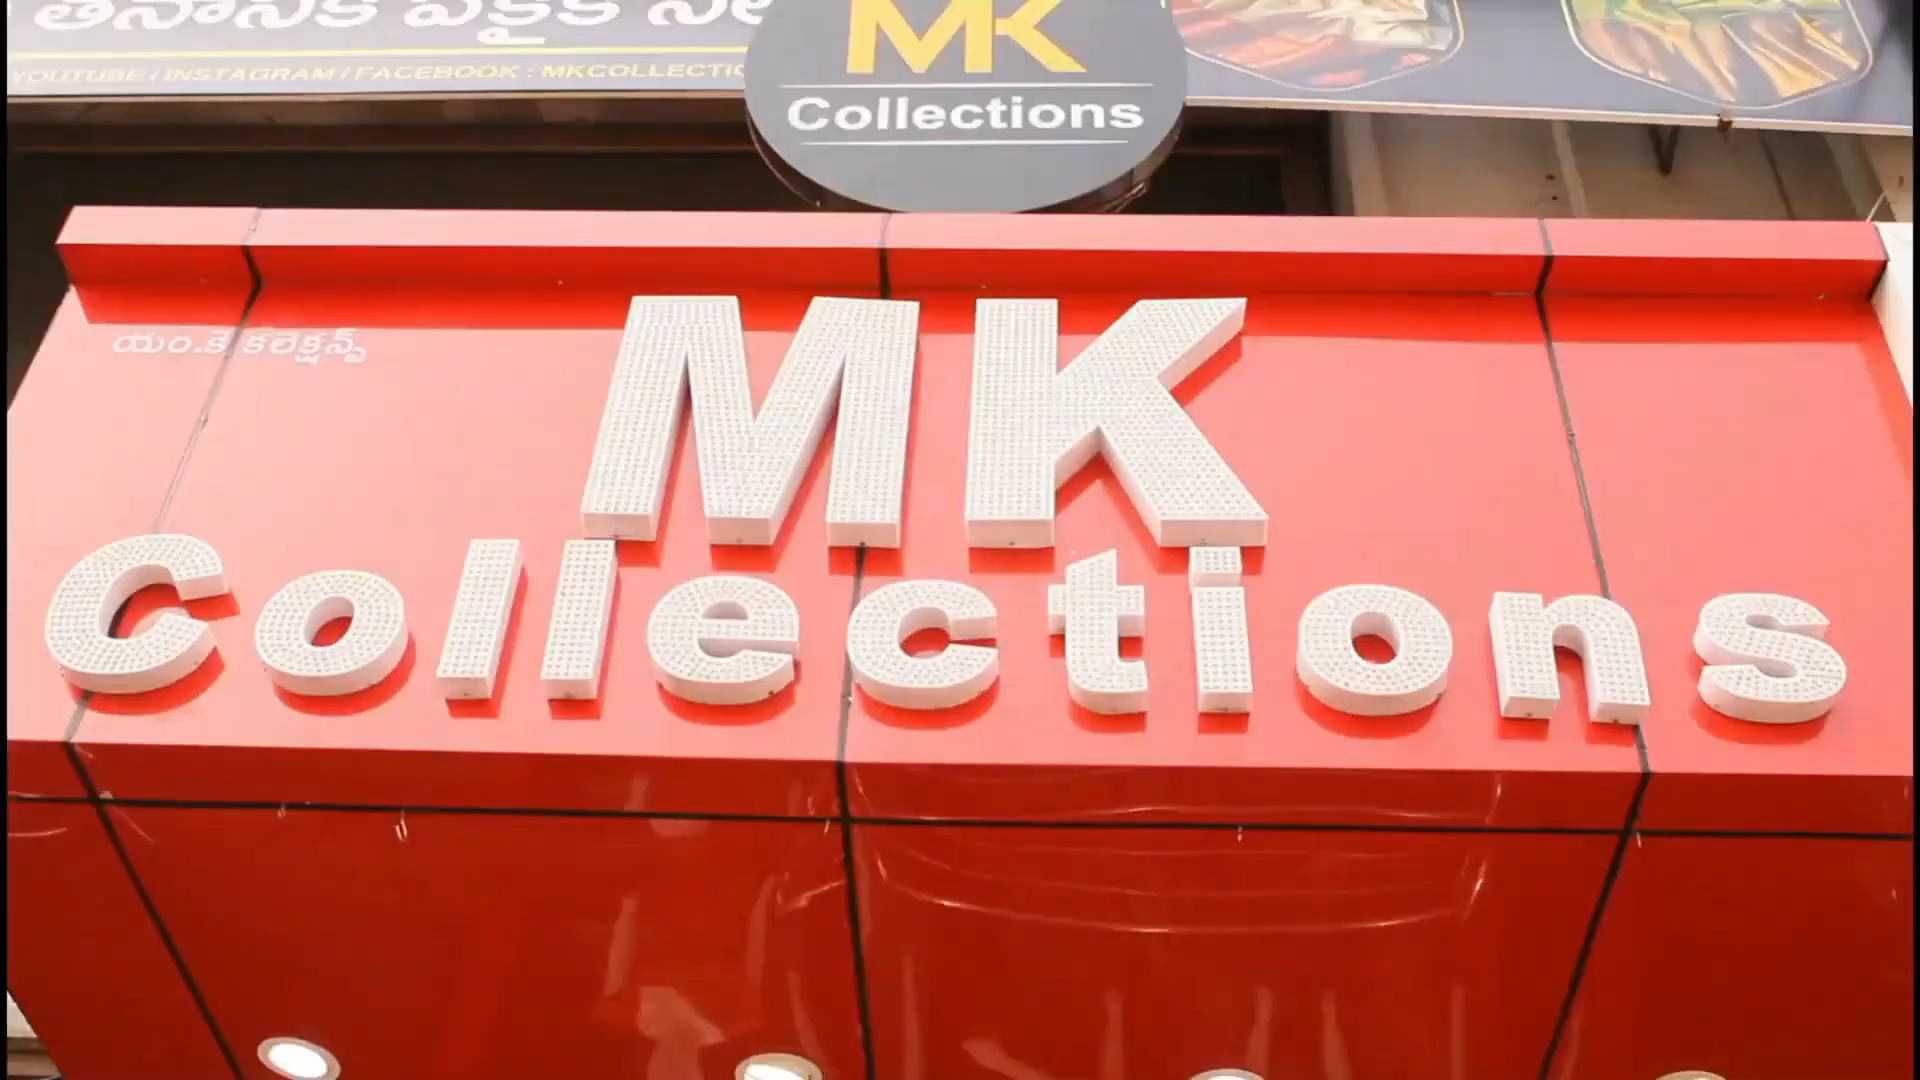 YOUTUBE / INSTAGRAM / FACEBOOK : MKCOLLECTIO
MK
Collections
యం.కె కలెక్షన్స్
MK
Collections